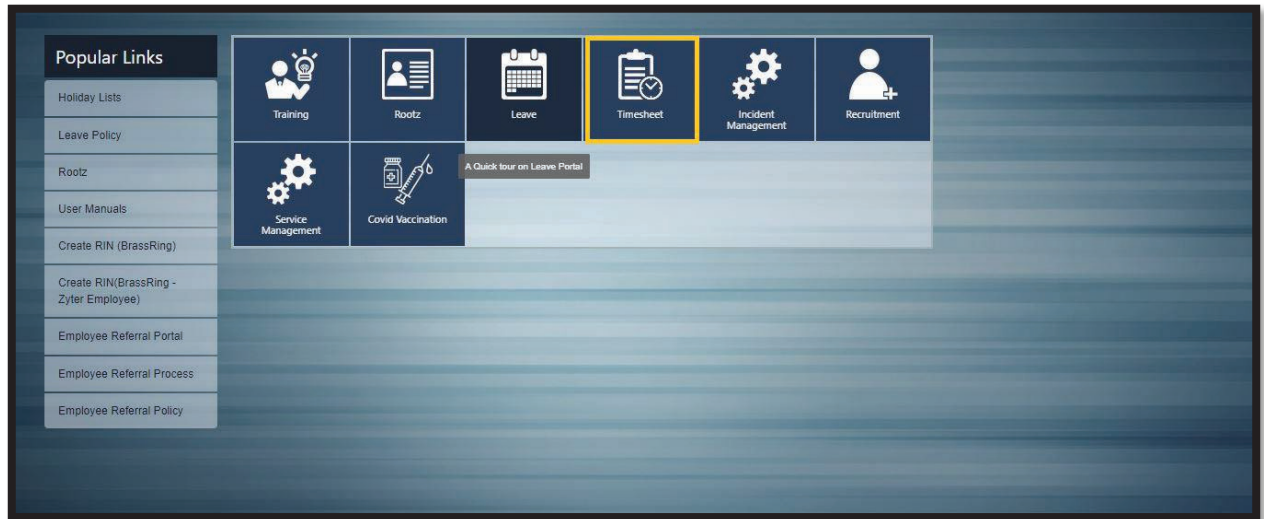 Popular Links
Holiday Lists
Leave Policy
Rootz
User Manuals
Create RIN (BrassRing)
Create RIN(BrassRing -
Zyter Employee)
Employee Referral Portal
Employee Referral Process
Employee Referral Policy
Training
Rootz
Leave
Timesheet
Incident
Management
Recruitment
Service
Management
Covid Vaccination
A Quick tour on Leave Portal